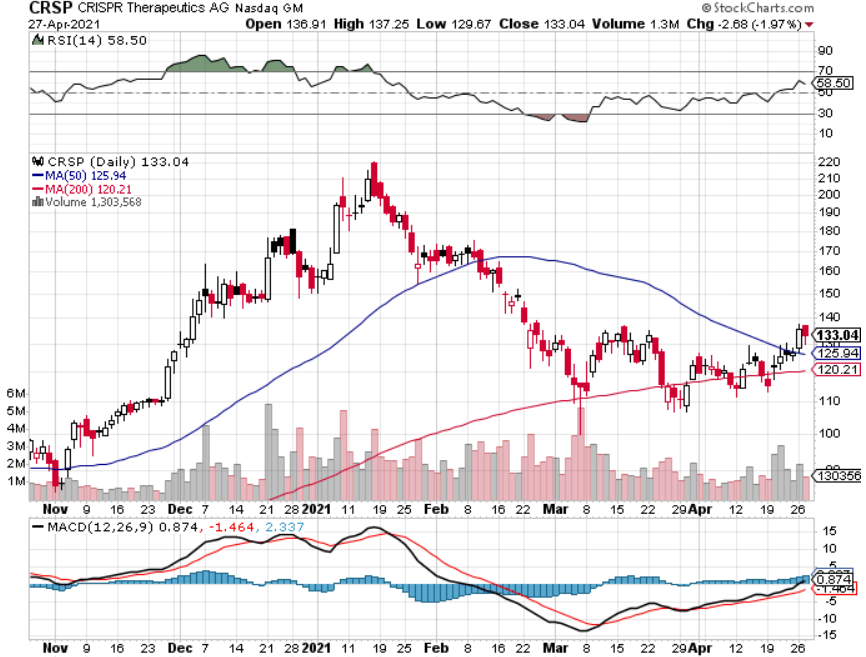 CRSP CRISPR Therapeutics AG Nasdaq GM
© StockCharts.com
27-Apr-2021
Open 136.91 High 137.25 Low 129.67 Close 133.04 Volume 1.3M Chg -2.68 (-1.97%)
RSI(14) 58.50
90
70
58.50
50
30
10
CRSP (Daily) 133.04
MA(50) 125.94
MA(200) 120.21
Volume 1,303,568
220
210
200
190
180
170
160
150
140
133.04
125.94
120.21
110
100
90
1303568
6M
5M
4M
3M
2M
1M
Nov 9 16 23 Dec 7 14 21 28 2021 11 19 25 Feb 8 16 22 Mar 8 15 22 29 Apr 12 19 26
MACD(12,26,9) 0.874, -1.464, 2.337
15
10
5
0.874
-1.464
-5
-10
-15
Nov 9 16 23 Dec 7 14 21 28 2021 11 19 25 Feb 8 16 22 Mar 8 15 22 29 Apr 12 19 26